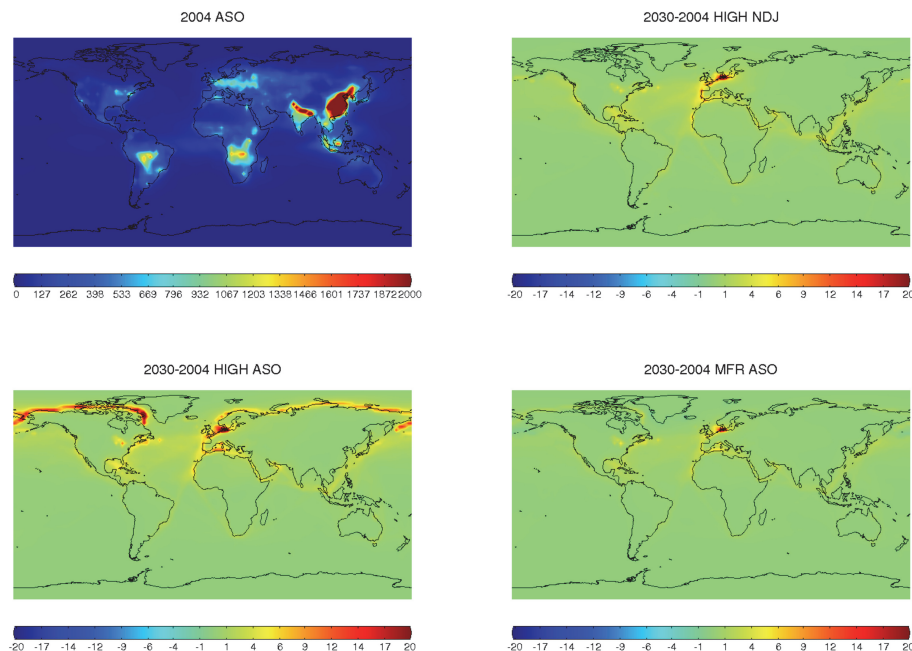 2004 ASO
2030-2004 HIGH NDJ
0 127 262 398 533 669 796 932 1067 1203 1338 1466 1601 1737 1872 2000
-20 -17 -14 -12 -9 -6 -4 -1 1 4 6 9 12 14 17 20
2030-2004 HIGH ASO
2030-2004 MFR ASO
-20 -17 -14 -12 -9 -6 -4 -1 1 4 6 9 12 14 17 20
-20 -17 -14 -12 -9 -6 -4 -1 1 4 6 9 12 14 17 20